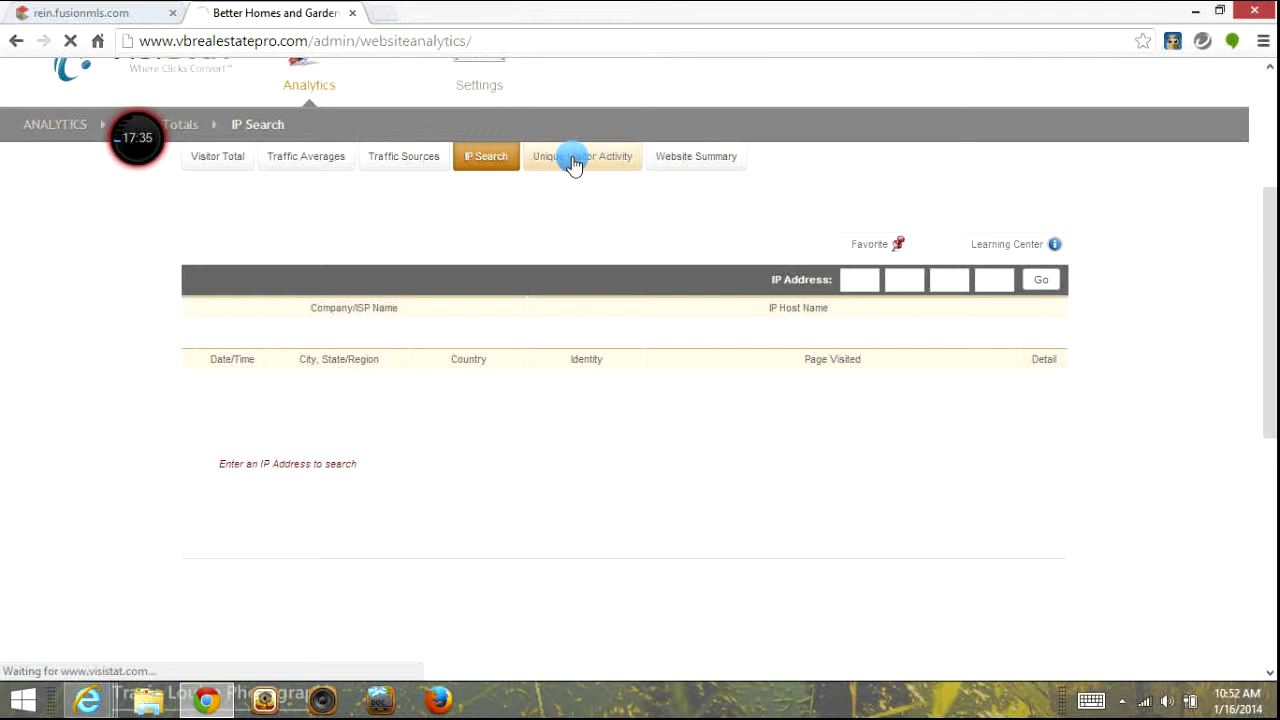 rein.fusionmls.com
Better Homes and Garden
www.vbrealestatepro.com/admin/websiteanalytics/
Where Clicks Convert™
Analytics
Settings
ANALYTICS
Totals
IP Search
17:35
Visitor Total
Traffic Averages
Traffic Sources
IP Search
Unique Visitor Activity
Website Summary
Favorite
Learning Center
IP Address:
Go
Company/ISP Name
IP Host Name
Date/Time
City, State/Region
Country
Identity
Page Visited
Detail
Enter an IP Address to search
Waiting for www.visistat.com...
10:52 AM
1/16/2014